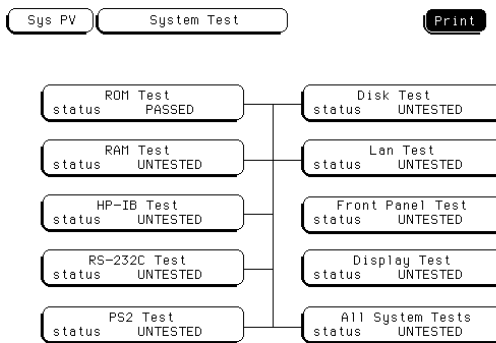 Sys PV System Test Print
ROM Test
status PASSED
Disk Test
status UNTESTED
RAM Test
status UNTESTED
Lan Test
status UNTESTED
HP-IB Test
status UNTESTED
Front Panel Test
status UNTESTED
RS-232C Test
status UNTESTED
Display Test
status UNTESTED
PS2 Test
status UNTESTED
All System Tests
status UNTESTED